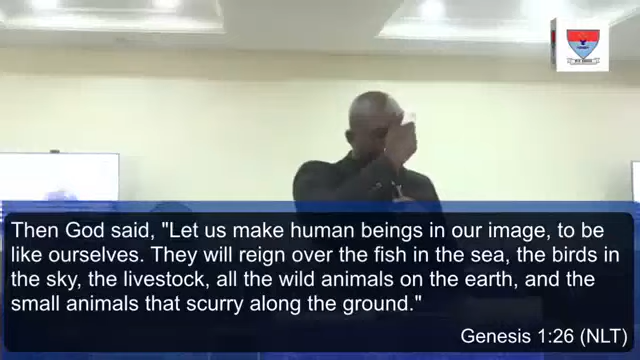 Then God said, "Let us make human beings in our image, to be
like ourselves. They will reign over the fish in the sea, the birds in
the sky, the livestock, all the wild animals on the earth, and the
small animals that scurry along the ground."
Genesis 1:26 (NLT)